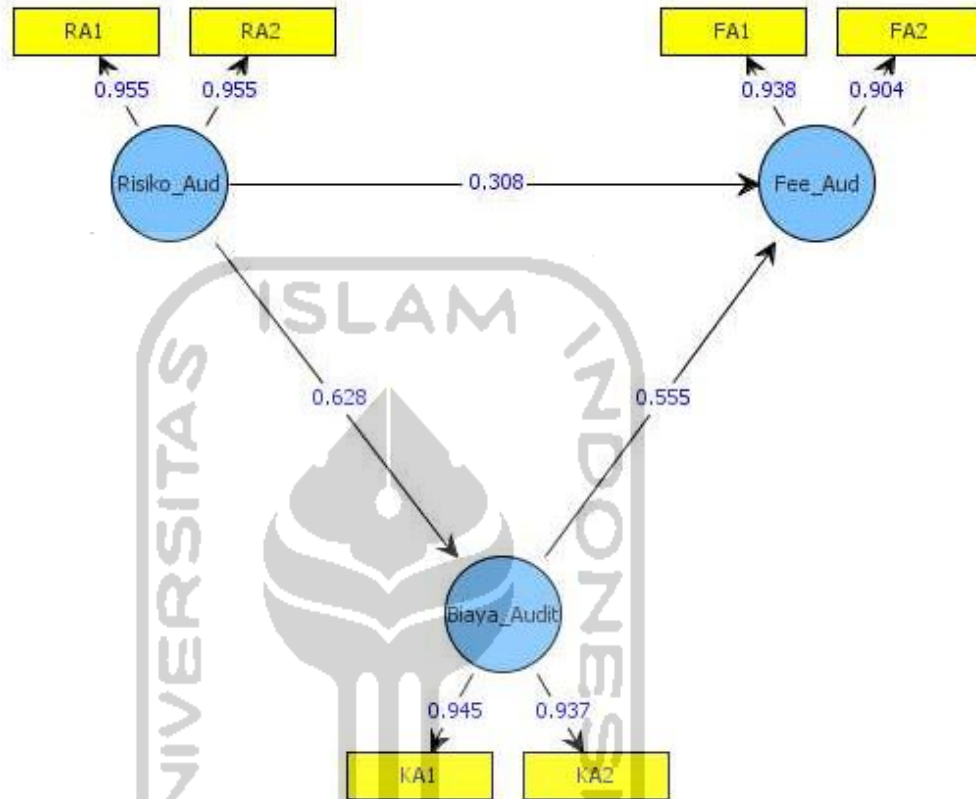 RA1 RA2 FA1 FA2
0.955 0.955 0.938 0.904
Risiko_Aud 0.308 Fee_Aud
ISLAM
UNIVERSITAS
INDONESI
0.628 0.555
Biaya_Audit
0.945 0.937
KA1 KA2